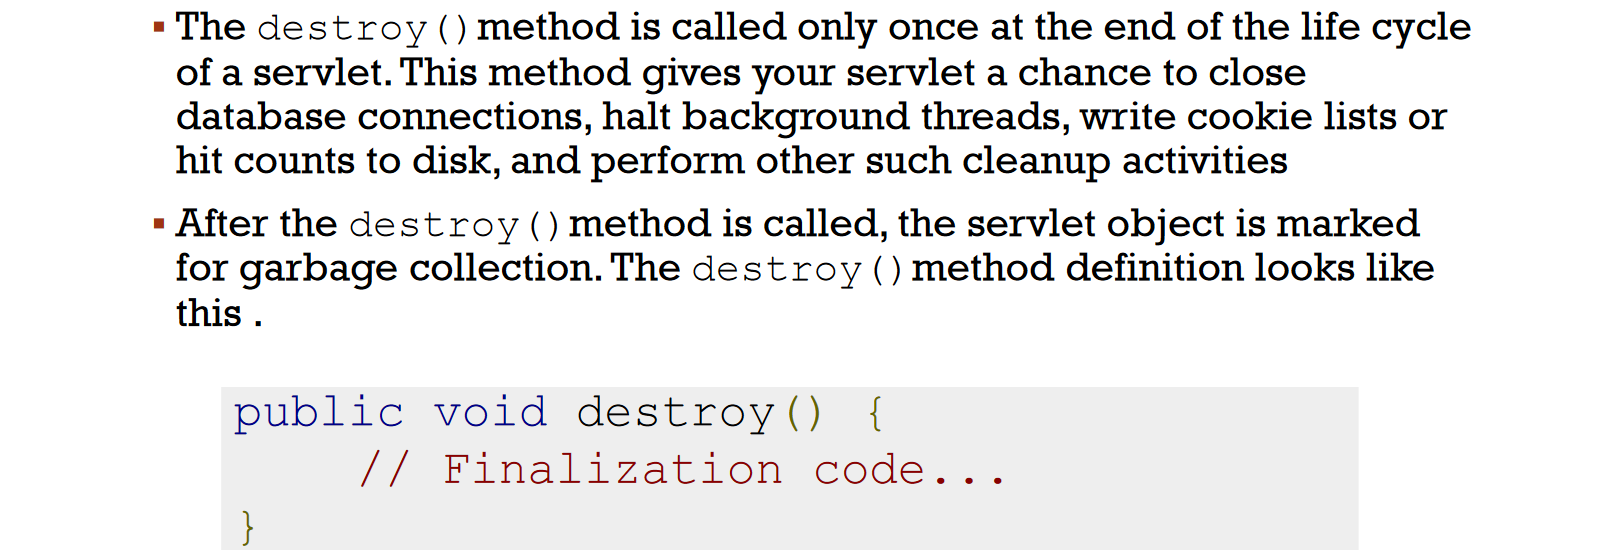 ▪ The destroy() method is called only once at the end of the life cycle
of a servlet. This method gives your servlet a chance to close
database connections, halt background threads, write cookie lists or
hit counts to disk, and perform other such cleanup activities
▪ After the destroy() method is called, the servlet object is marked
for garbage collection. The destroy() method definition looks like
this .
public void destroy() {
    // Finalization code...
}